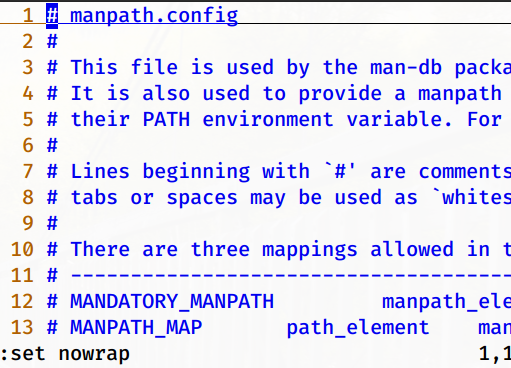 1 # manpath.config
2 #
3 # This file is used by the man-db packa
4 # It is also used to provide a manpath
5 # their PATH environment variable. For
6 #
7 # Lines beginning with `#' are comments
8 # tabs or spaces may be used as `whites
9 #
10 # There are three mappings allowed in t
11 # -------------------------------------
12 # MANDATORY_MANPATH         manpath_ele
13 # MANPATH_MAP       path_element    man
:set nowrap                              1,1